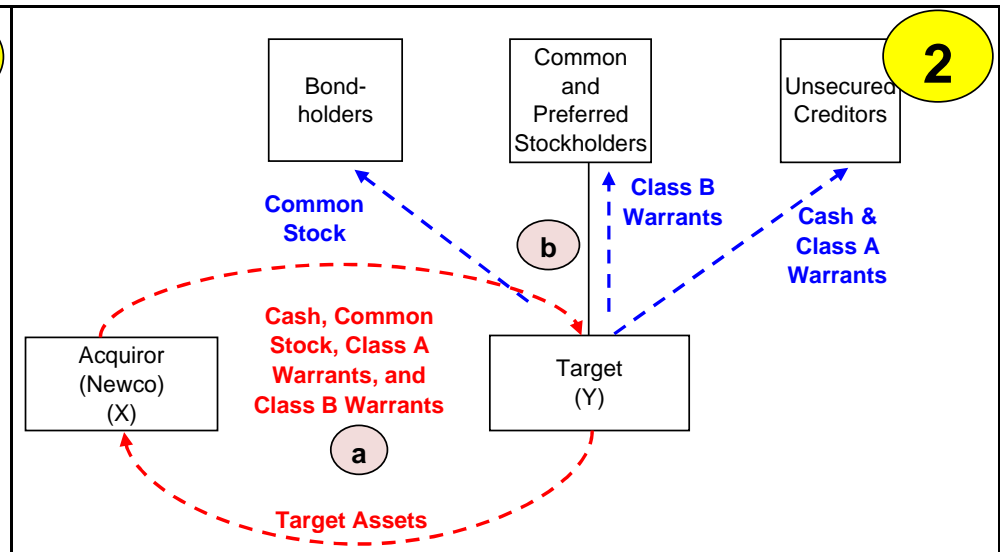 Bond-
holders
Common
and
Preferred
Stockholders
Unsecured
Creditors
2
Common
Stock
Class B
Warrants
Cash &
Class A
Warrants
b
Cash, Common
Stock, Class A
Warrants, and
Class B Warrants
Acquiror
(Newco)
(X)
Target
(Y)
a
Target Assets